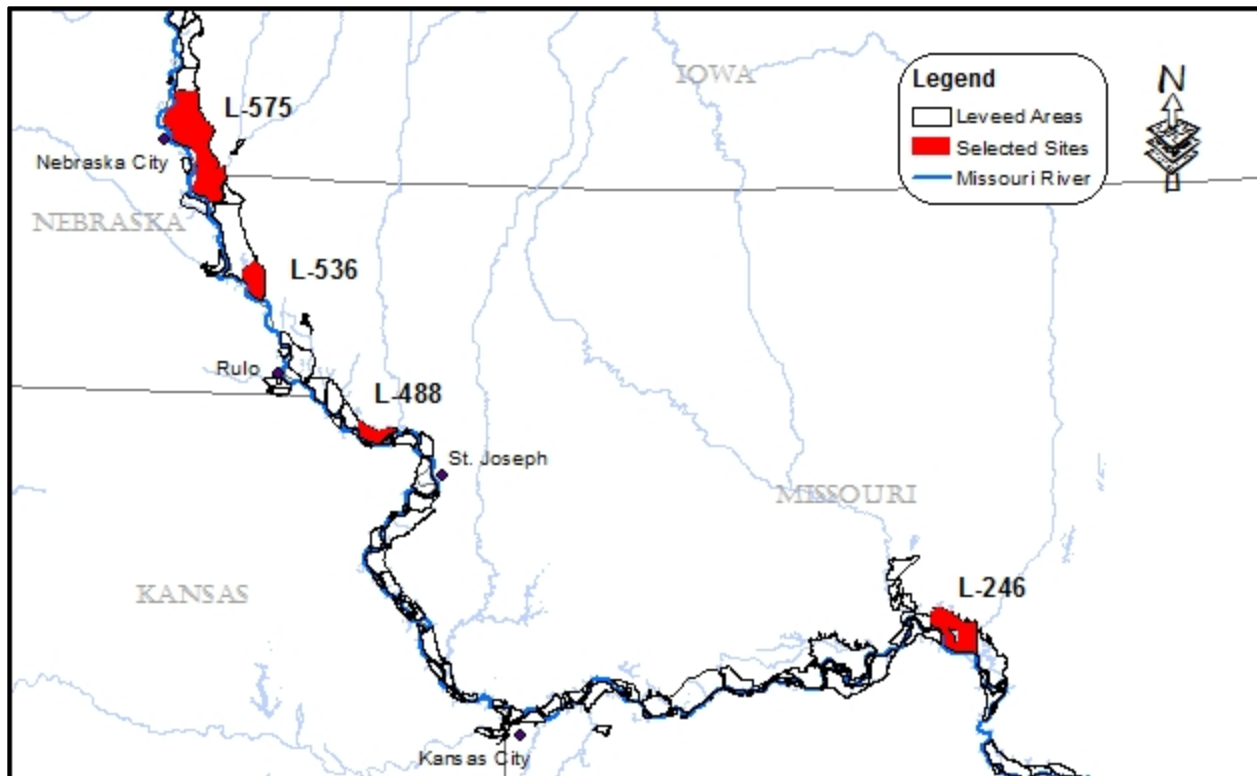 IOWA
N
Legend
Leveed Areas
Selected Sites
Missouri River
L-575
Nebraska City
NEBRASKA
L-536
Rulo
L-488
St. Joseph
MISSOURI
KANSAS
L-246
Kansas City